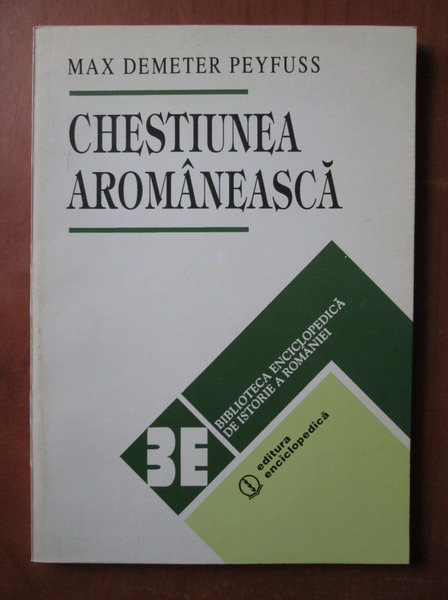 MAX DEMETER PEYFUSS
CHESTIUNEA
AROMÂNEASCĂ
BIBLIOTECA ENCICLOPEDICĂ
DE ISTORIE A ROMÂNIEI
3E
editura
enciclopedică